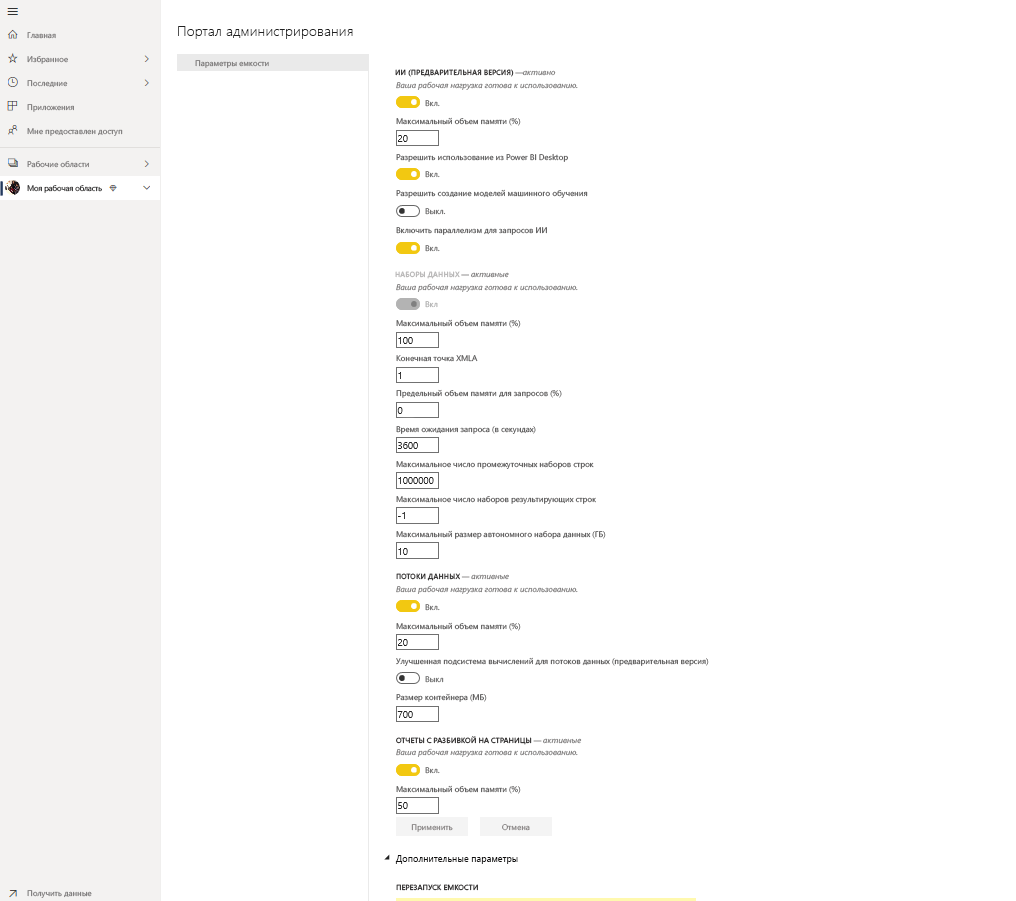 Главная
Избранное
Последние
Приложения
Мне предоставлен доступ
Рабочие области
Моя рабочая область
Получить данные
Портал администрирования
Параметры емкости
ИИ (ПРЕДВАРИТЕЛЬНАЯ ВЕРСИЯ) —активно
Ваша рабочая нагрузка готова к использованию.
Вкл.
Максимальный объем памяти (%)
20
Разрешить использование из Power BI Desktop
Вкл.
Разрешить создание моделей машинного обучения
Выкл.
Включить параллелизм для запросов ИИ
Вкл.
НАБОРЫ ДАННЫХ — активные
Ваша рабочая нагрузка готова к использованию.
Вкл
Максимальный объем памяти (%)
100
Конечная точка XMLA
1
Предельный объем памяти для запросов (%)
0
Время ожидания запроса (в секундах)
3600
Максимальное число промежуточных наборов строк
1000000
Максимальное число наборов результирующих строк
-1
Максимальный размер автономного набора данных (ГБ)
10
ПОТОКИ ДАННЫХ — активные
Ваша рабочая нагрузка готова к использованию.
Вкл.
Максимальный объем памяти (%)
20
Улучшенная подсистема вычислений для потоков данных (предварительная версия)
Выкл
Размер контейнера (МБ)
700
ОТЧЕТЫ С РАЗБИВКОЙ НА СТРАНИЦЫ — активные
Ваша рабочая нагрузка готова к использованию.
Вкл.
Максимальный объем памяти (%)
50
Применить Отмена
Дополнительные параметры
ПЕРЕЗАПУСК ЕМКОСТИ